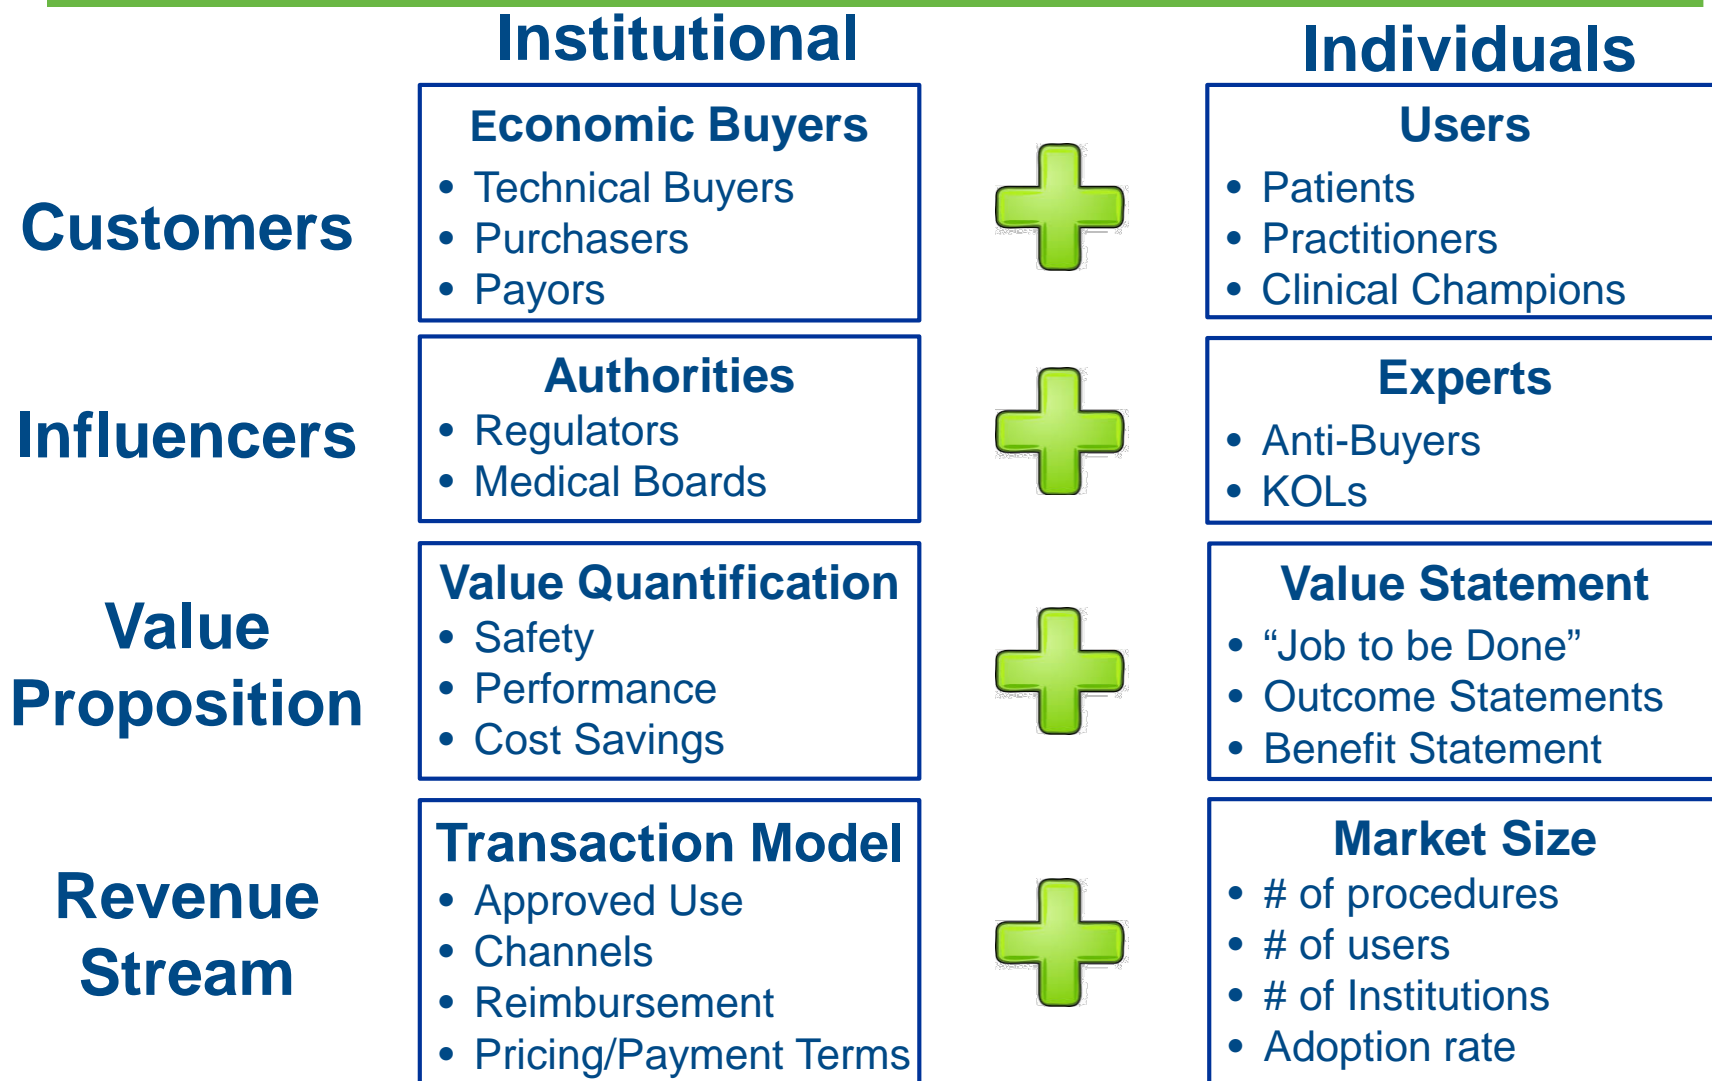 Institutional
Individuals
Customers
Economic Buyers
• Technical Buyers
• Purchasers
• Payors
Users
• Patients
• Practitioners
• Clinical Champions
Influencers
Authorities
• Regulators
• Medical Boards
Experts
• Anti-Buyers
• KOLs
Value
Proposition
Value Quantification
• Safety
• Performance
• Cost Savings
Value Statement
• “Job to be Done”
• Outcome Statements
• Benefit Statement
Revenue
Stream
Transaction Model
• Approved Use
• Channels
• Reimbursement
• Pricing/Payment Terms
Market Size
• # of procedures
• # of users
• # of Institutions
• Adoption rate